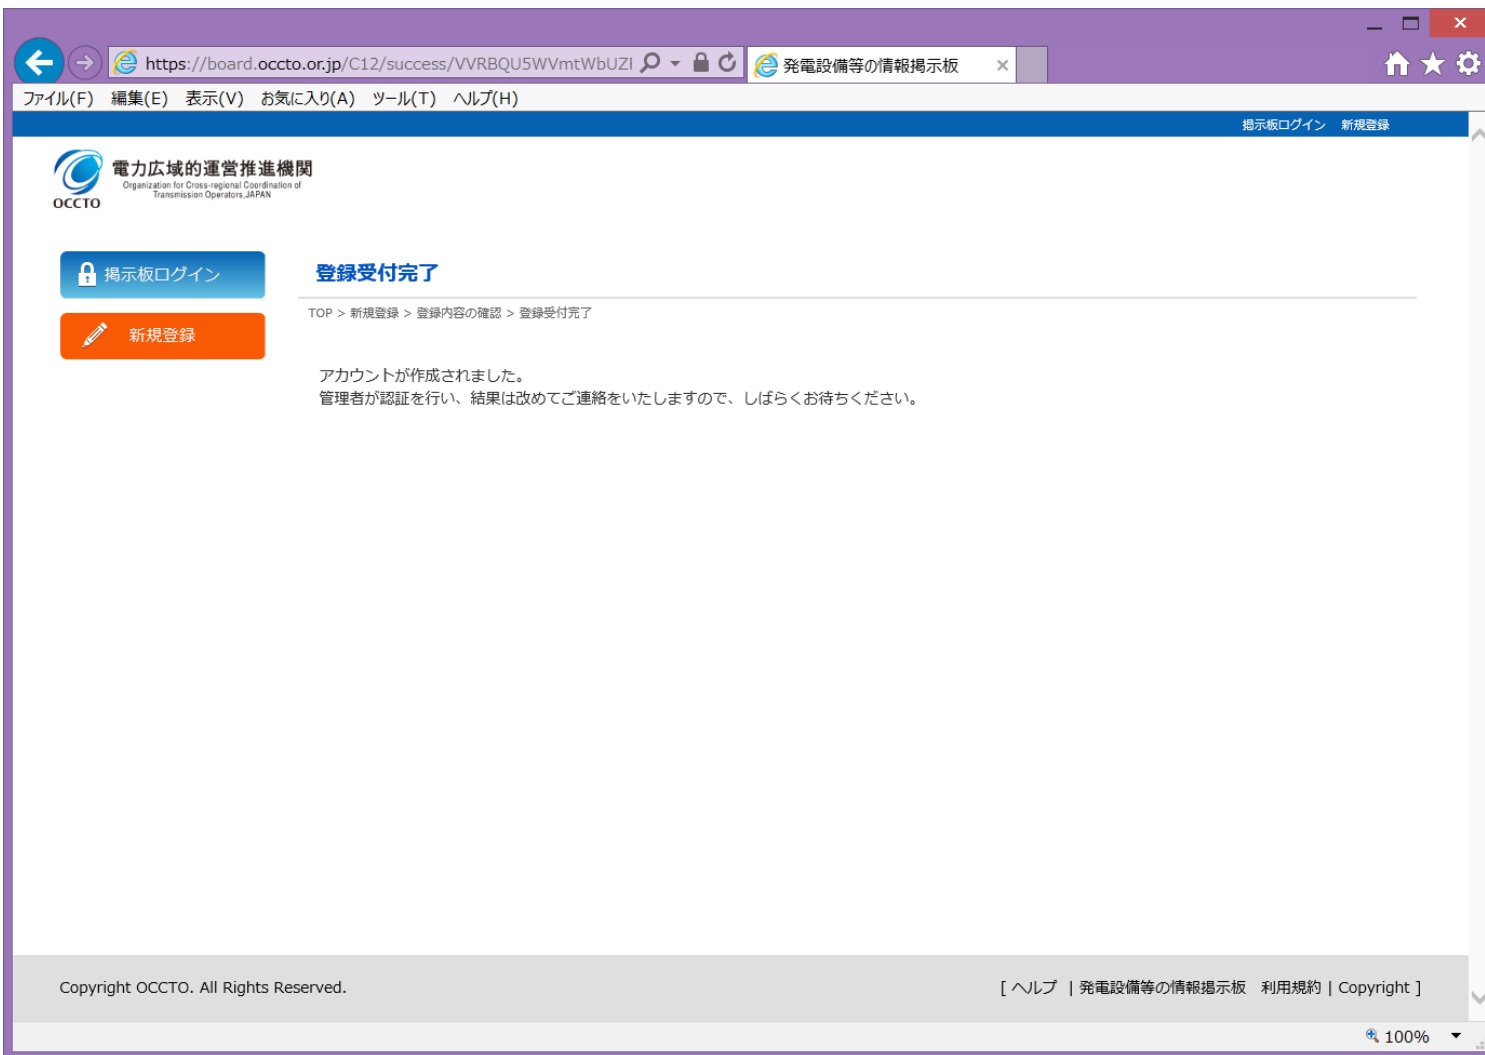 https://board.occto.or.jp/C12/success/VVRBQU5WVmtWbUZI
発電設備等の情報掲示板
ファイル(F) 編集(E) 表示(V) お気に入り(A) ツール(T) ヘルプ(H)
掲示板ログイン 新規登録
電力広域的運営推進機関
Organization for Cross-regional Coordination of
Transmission Operators,JAPAN
OCCTO
掲示板ログイン
新規登録
登録受付完了
TOP > 新規登録 > 登録内容の確認 > 登録受付完了
アカウントが作成されました。
管理者が認証を行い、結果は改めてご連絡をいたしますので、しばらくお待ちください。
Copyright OCCTO. All Rights Reserved.
[ ヘルプ | 発電設備等の情報掲示板 利用規約 | Copyright ]
100%